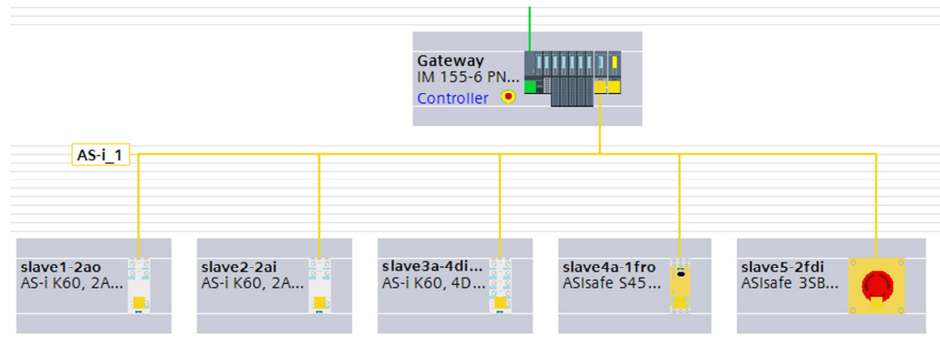 Gateway
IM 155-6 PN...
Controller
AS-i_1
slave1-2ao
AS-i K60, 2A...
slave2-2ai
AS-i K60, 2A...
slave3a-4di...
AS-i K60, 4D...
slave4a-1fro
ASIsafe S45...
slave5-2fdi
ASIsafe 3SB...